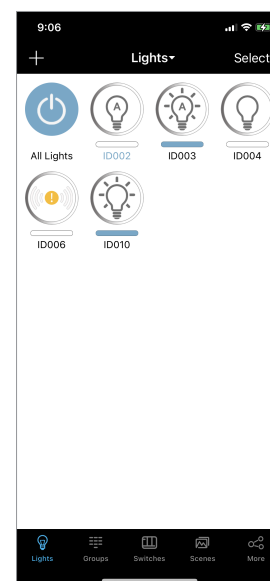 9:06
Lights
Select
A
A
All Lights
ID002
ID003
ID004
!
ID006
ID010
Lights
Groups
Switches
Scenes
More